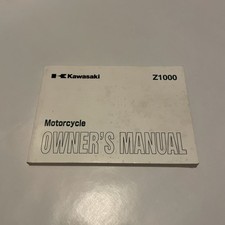 Kawasaki Z1000
Motorcycle
OWNER'S MANUAL